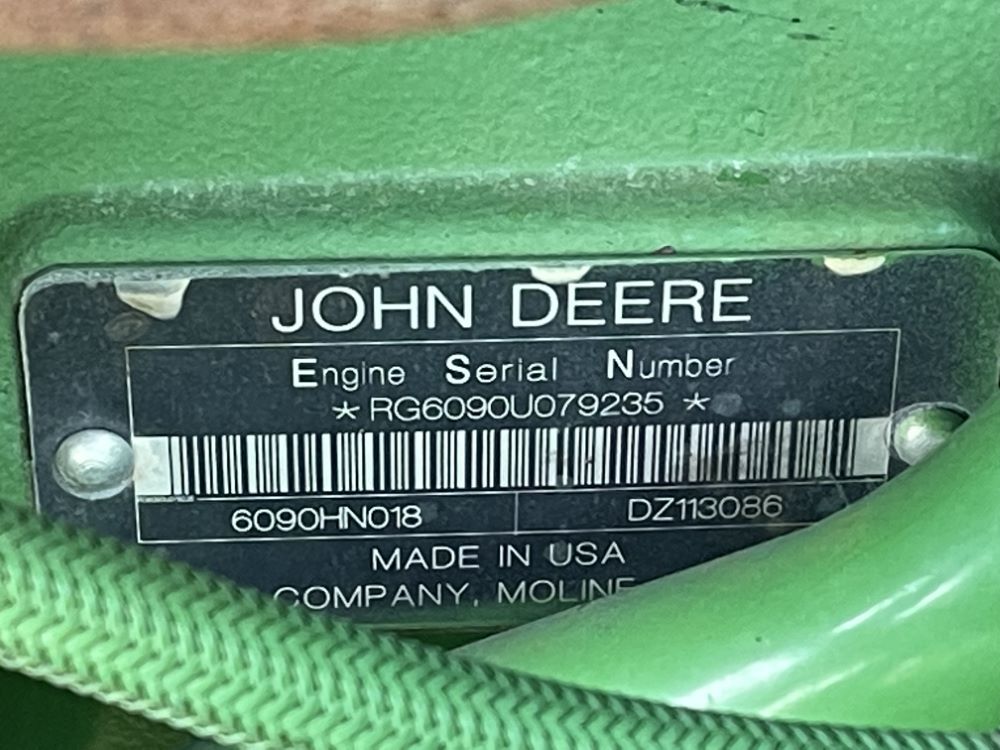 JOHN DEERE
Engine Serial Number
*RG6090U079235*
6090HN018 DZ113086
MADE IN USA
COMPANY, MOLINE